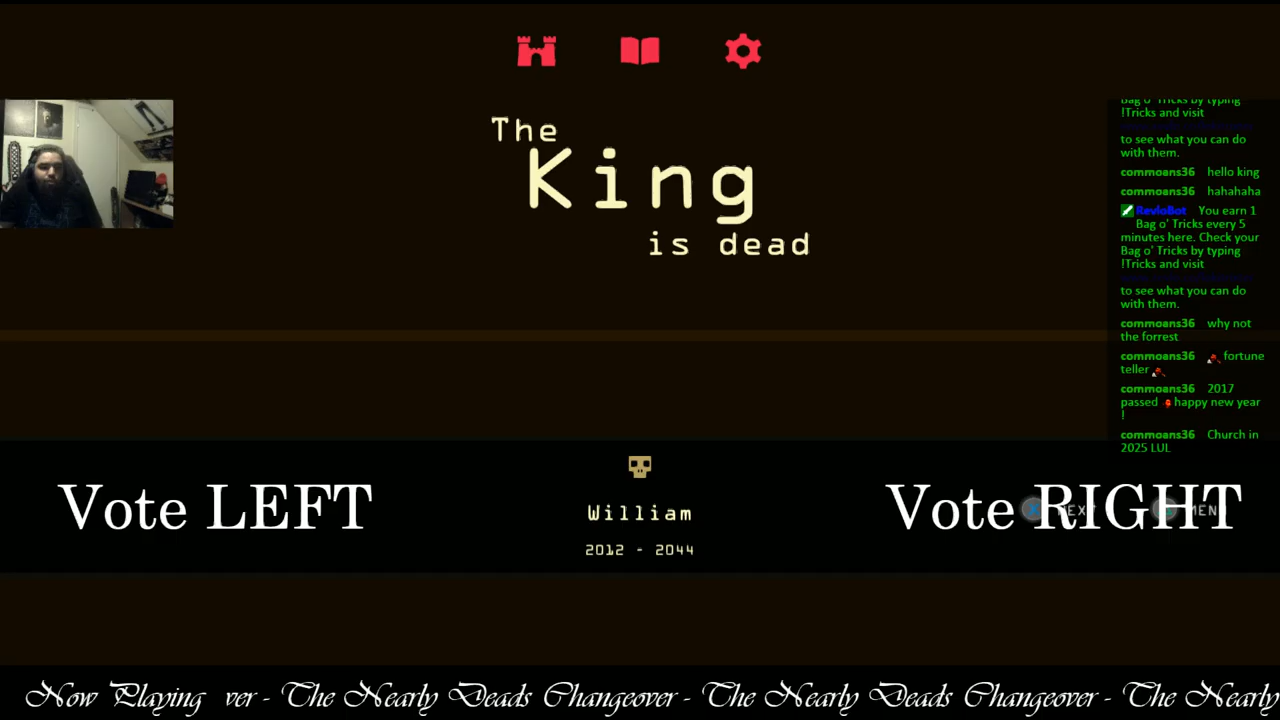 The
King
is dead
Bag o' Tricks by typing
!Tricks and visit
to see what you can do
with them.
commoans36 hello king
commoans36 hahahaha
RevloBot You earn 1
Bag o' Tricks every 5
minutes here. Check your
Bag o' Tricks by typing
!Tricks and visit
to see what you can do
with them.
commoans36 why not
the forrest
commoans36 fortune
teller
commoans36 2017
passed happy new year
!
commoans36 Church in
2025 LUL
Vote LEFT
William
2012 - 2044
Vote RIGHT
NEXT MENU
Now Playing ver - The Nearly Deads Changeover - The Nearly Deads Changeover - The Nearly